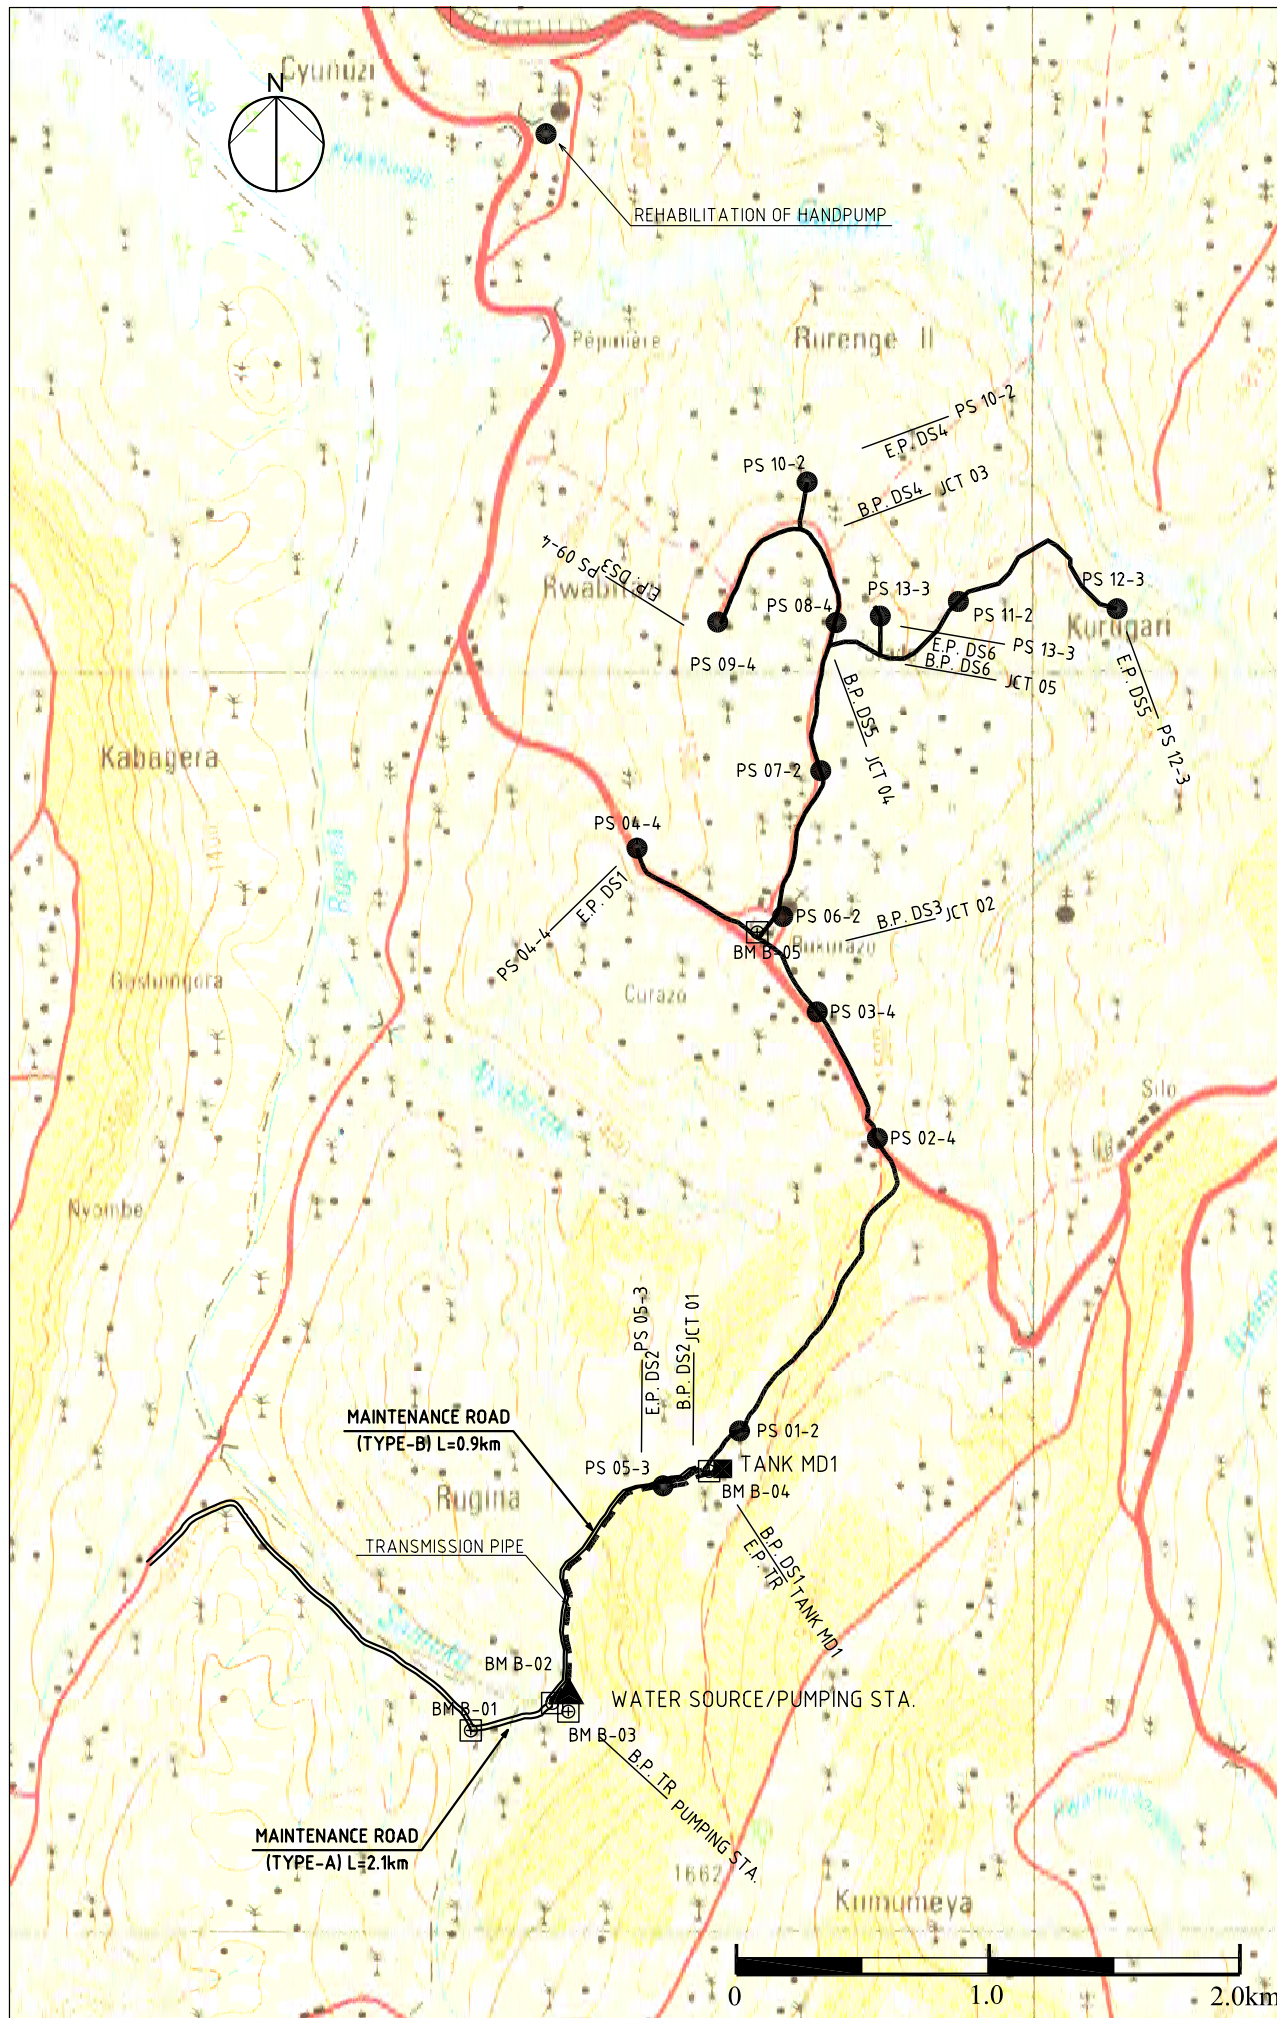 Cyunuzi
N
REHABILITATION OF HANDPUMP
Pépinière
Rurenge II
PS 10-2
E.P. DS4
PS 10-2
JCT 03
B.P. DS4
PS 09-4
E.P. DS3
PS 13-3
PS 12-3
PS 08-4
PS 11-2
Kurugari
PS 09-4
E.P. DS6
PS 13-3
B.P. DS6
JCT 05
E.P. DS5
PS 12-3
B.P. DS5
JCT 04
Kabagera
PS 07-2
PS 04-4
E.P. DS1
PS 04-4
PS 06-2
B.P. DS3
JCT 02
BM B-05
Curazo
PS 03-4
Silo
PS 02-4
Nyombe
PS 05-3
E.P. DS2
JCT 01
B.P. DS2
MAINTENANCE ROAD
(TYPE-B) L=0.9km
PS 01-2
TANK MD1
PS 05-3
BM B-04
Rugina
B.P. DS1
E.P. TR
TANK MD1
TRANSMISSION PIPE
BM B-02
WATER SOURCE/PUMPING STA.
BM B-01
BM B-03
B.P. TR
PUMPING STA.
MAINTENANCE ROAD
(TYPE-A) L=2.1km
1662
Kumumeya
0
1.0
2.0km